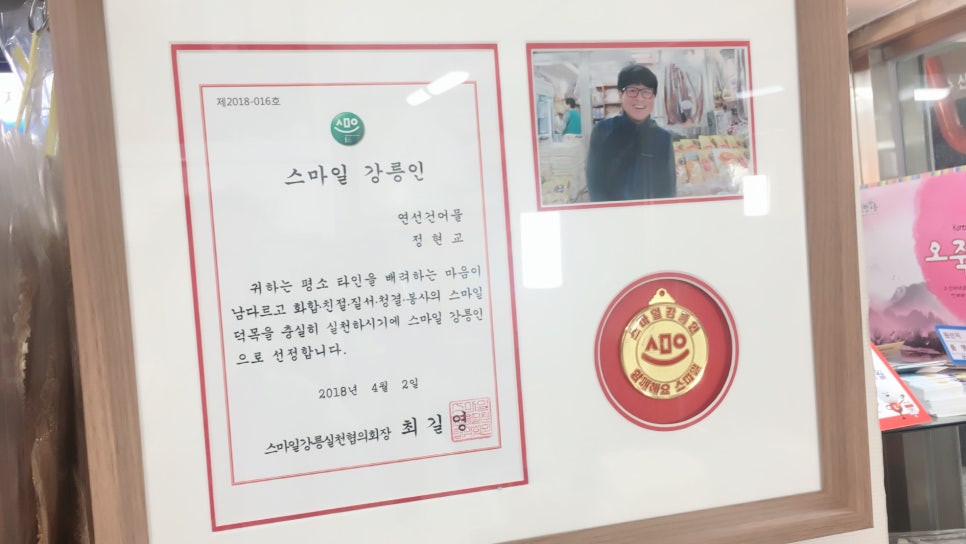 제2018-016호
스마일 강릉인
연선건어물
정 현 교
귀하는 평소 타인을 배려하는 마음이
남다르고 화합·친절·질서·청결·봉사의 스마일
덕목을 충실히 실천하시기에 스마일 강릉인
으로 선정합니다.
2018년 4월 2일
스마일강릉실천협의회장 최 길 영
스마일강릉인
함께해요 스마일